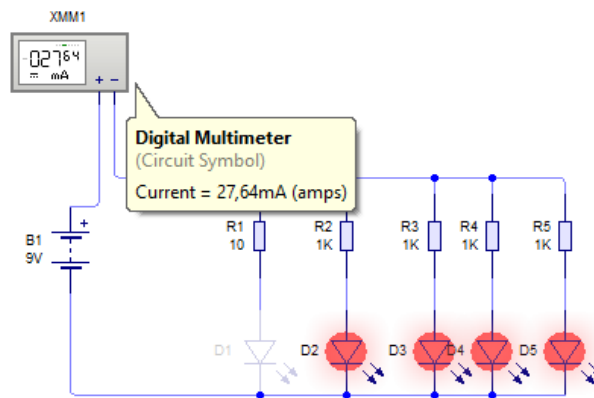 XMM1
-027.64
mA
+ -
Digital Multimeter
(Circuit Symbol)
Current = 27,64mA (amps)
B1
9V
+
R1
10
R2
1K
R3
1K
R4
1K
R5
1K
D1
D2
D3
D4
D5